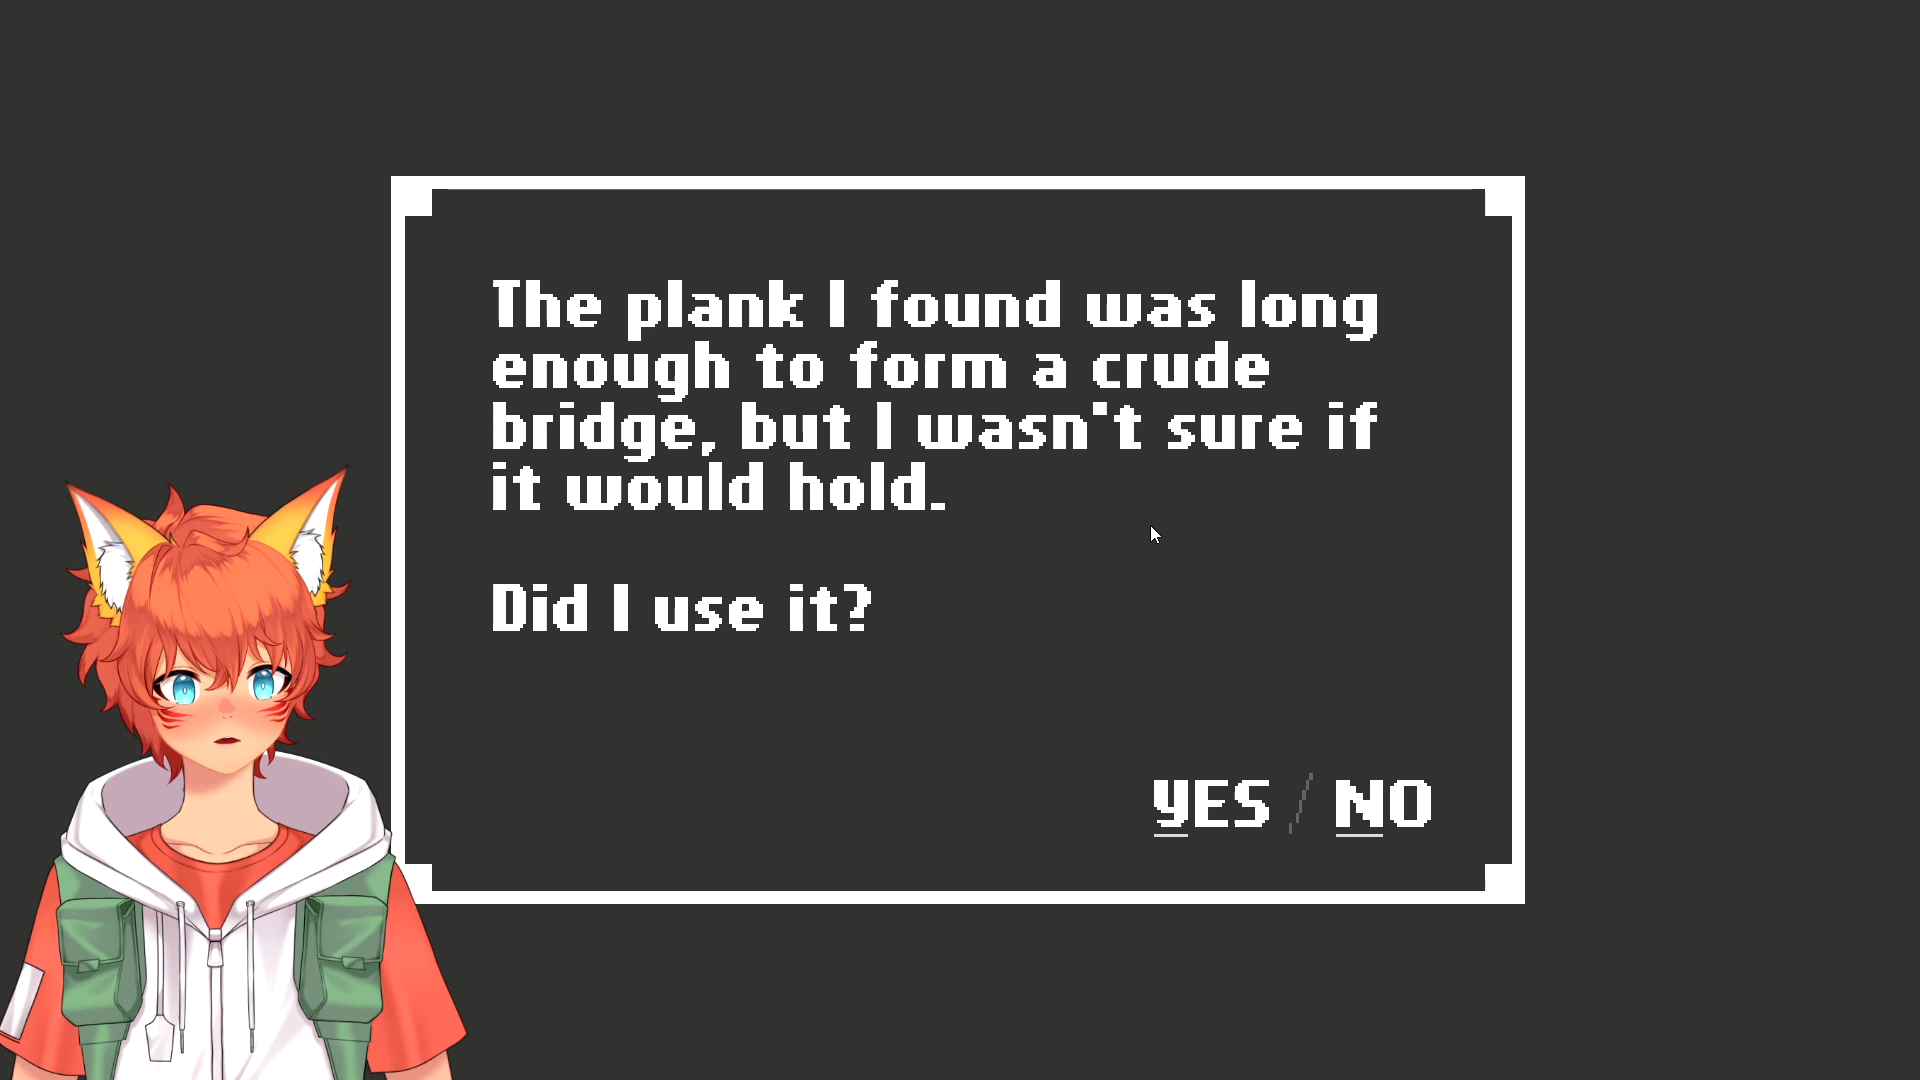 The plank I found was long
enough to form a crude
bridge, but I wasn't sure if
it would hold.
Did I use it?
YES / NO